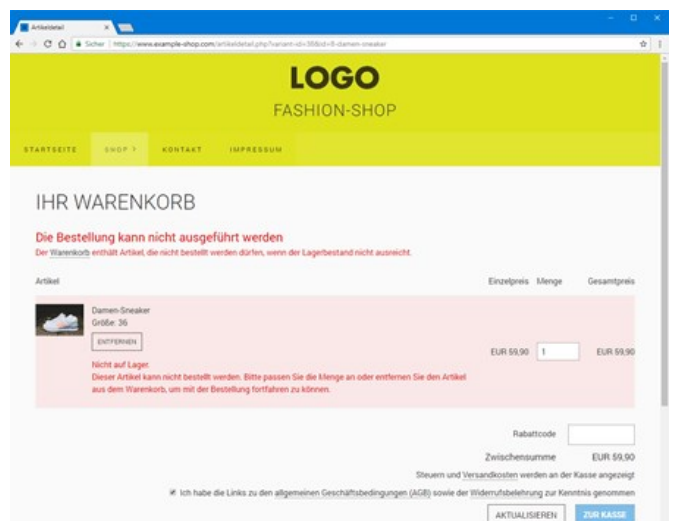 Artikeldetail
Sicher | https://www.example-shop.com/artikeldetail.php?variant-id=36&id=8-damen-sneaker
LOGO
FASHION-SHOP
STARTSEITE SHOP KONTAKT IMPRESSUM
IHR WARENKORB
Die Bestellung kann nicht ausgeführt werden
Der Warenkorb enthält Artikel, die nicht bestellt werden dürfen, wenn der Lagerbestand nicht ausreicht.
Artikel Einzelpreis Menge Gesamtpreis
Damen-Sneaker
Größe: 36
ENTFERNEN
EUR 59,90 1 EUR 59,90
Nicht auf Lager.
Dieser Artikel kann nicht bestellt werden. Bitte passen Sie die Menge an oder entfernen Sie den Artikel
aus dem Warenkorb, um mit der Bestellung fortfahren zu können.
Rabattcode
Zwischensumme EUR 59,90
Steuern und Versandkosten werden an der Kasse angezeigt
Ich habe die Links zu den allgemeinen Geschäftsbedingungen (AGB) sowie der Widerrufsbelehrung zur Kenntnis genommen
AKTUALISIEREN ZUR KASSE